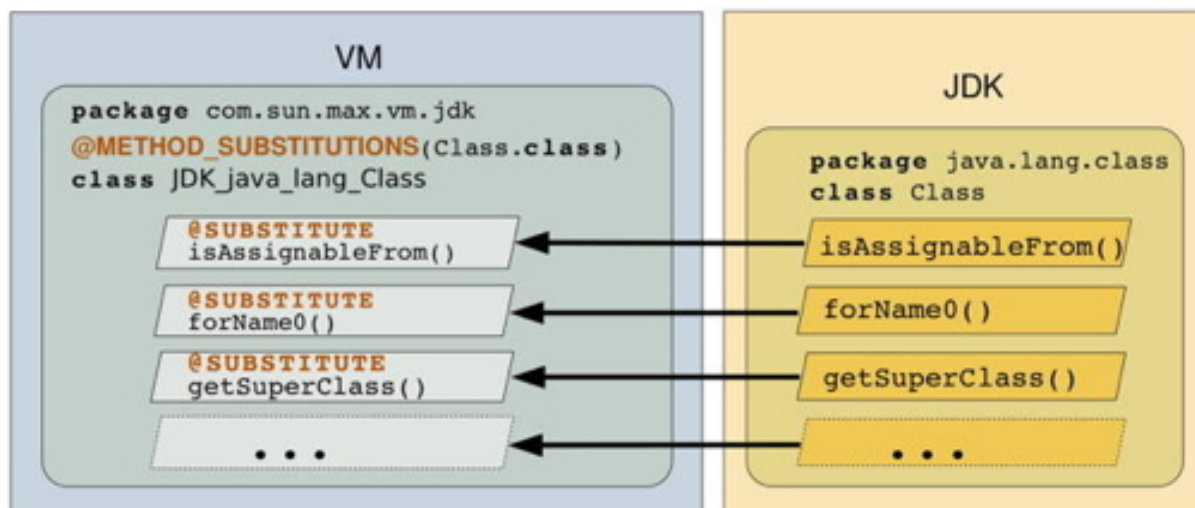 VM
package com.sun.max.vm.jdk
@METHOD_SUBSTITUTIONS(Class.class)
class JDK_java_lang_Class
@SUBSTITUTE
isAssignableFrom()
@SUBSTITUTE
forName0()
@SUBSTITUTE
getSuperClass()
...
JDK
package java.lang.class
class Class
isAssignableFrom()
forName0()
getSuperClass()
...